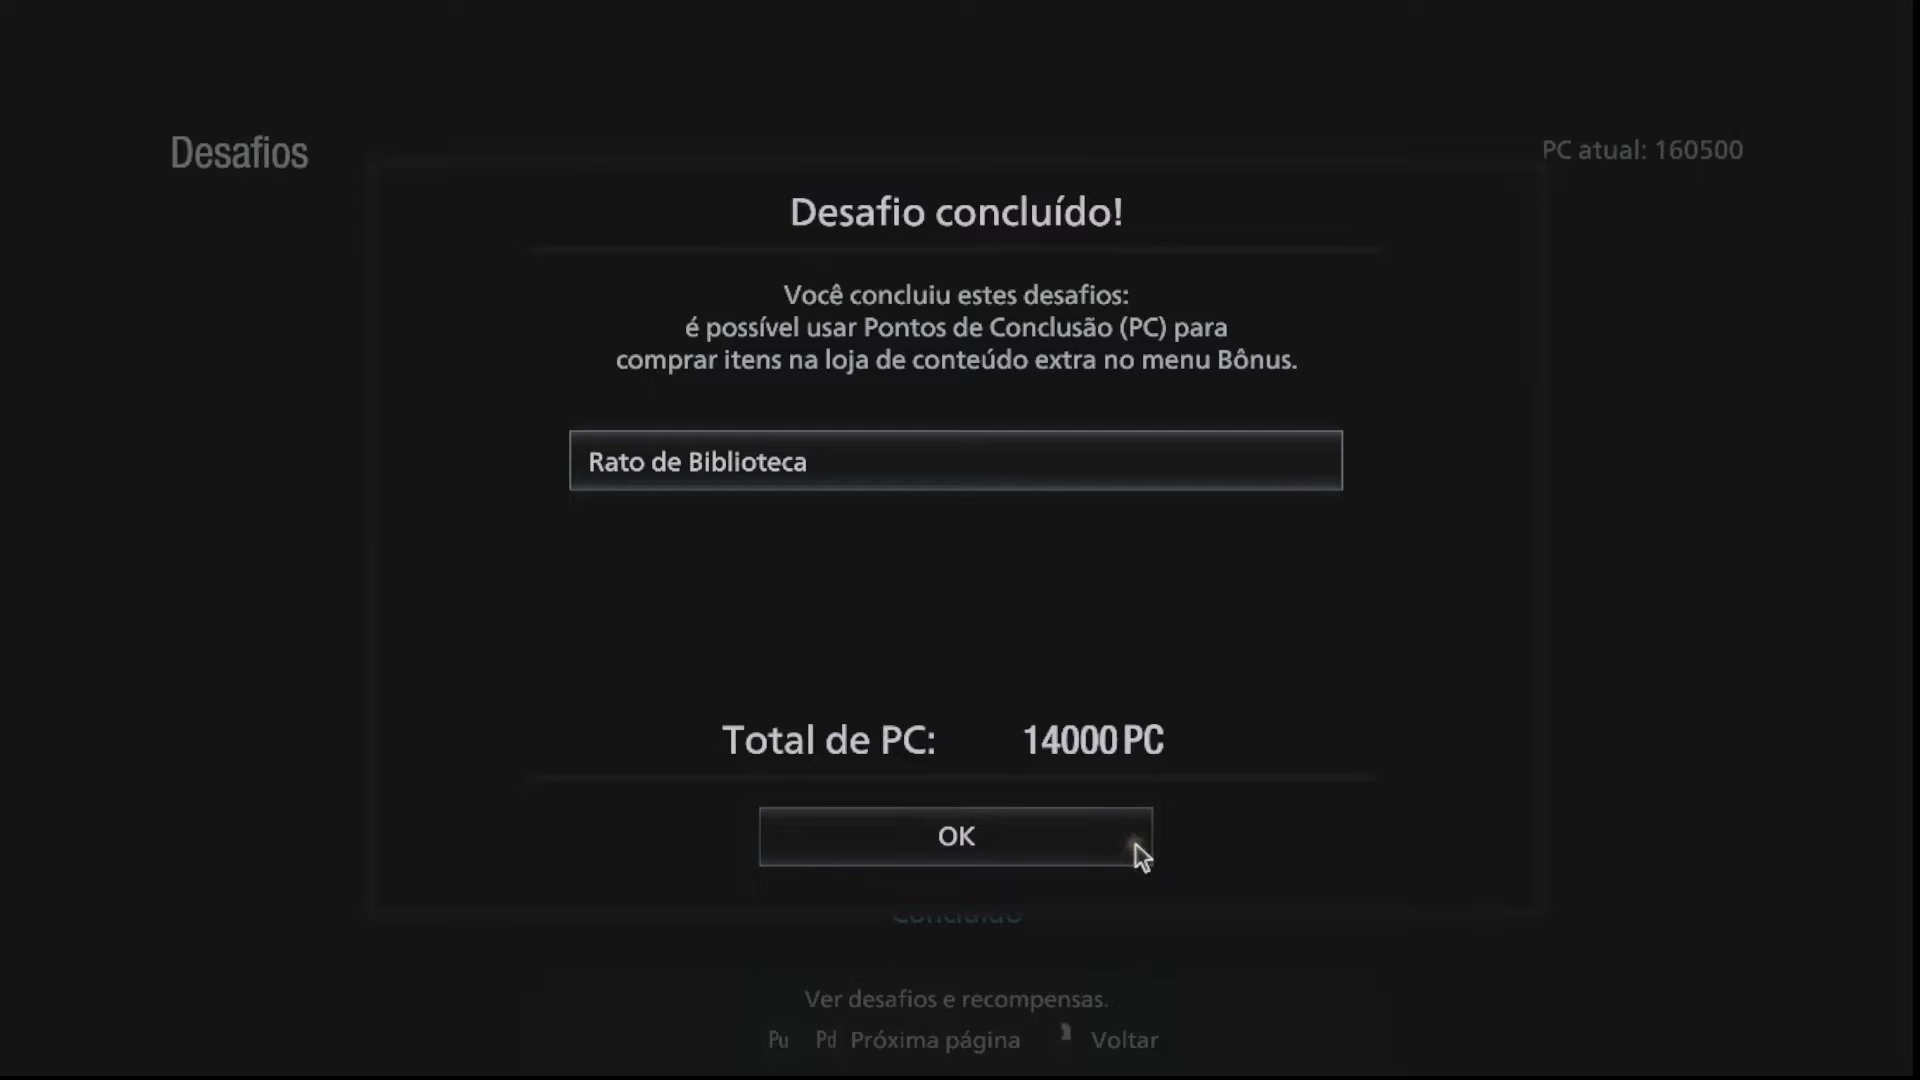 Desafios
PC atual: 160500
Desafio concluído!
Você concluiu estes desafios:
é possível usar Pontos de Conclusão (PC) para
comprar itens na loja de conteúdo extra no menu Bônus.
Rato de Biblioteca
Total de PC: 14000 PC
OK
Concluído
Ver desafios e recompensas.
Pu Pd Próxima página Voltar